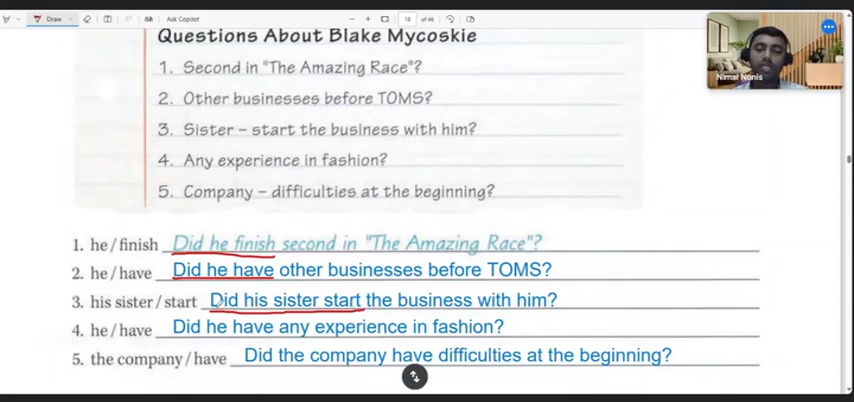 Draw
Ask Copilot
18 of 46
Questions About Blake Mycoskie
1. Second in "The Amazing Race"?
2. Other businesses before TOMS?
3. Sister – start the business with him?
4. Any experience in fashion?
5. Company – difficulties at the beginning?
Nimal Nonis
1. he / finish Did he finish second in "The Amazing Race"?
2. he / have Did he have other businesses before TOMS?
3. his sister / start Did his sister start the business with him?
4. he / have Did he have any experience in fashion?
5. the company / have Did the company have difficulties at the beginning?